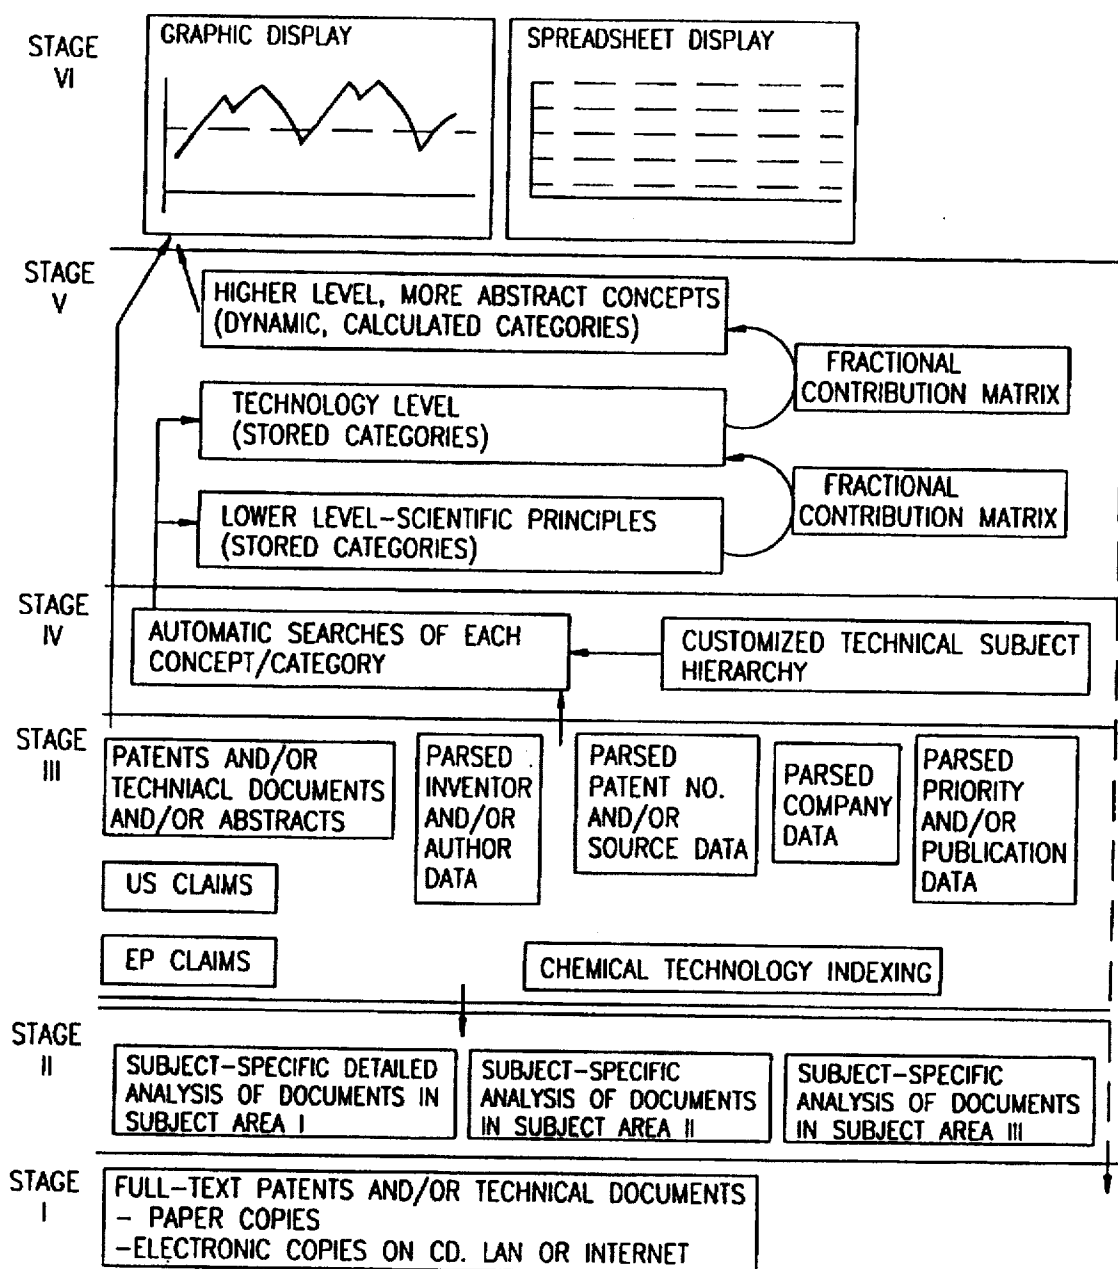 STAGE
VI
GRAPHIC DISPLAY
SPREADSHEET DISPLAY
STAGE
V
HIGHER LEVEL, MORE ABSTRACT CONCEPTS
(DYNAMIC, CALCULATED CATEGORIES)
FRACTIONAL
CONTRIBUTION MATRIX
TECHNOLOGY LEVEL
(STORED CATEGORIES)
FRACTIONAL
CONTRIBUTION MATRIX
LOWER LEVEL-SCIENTIFIC PRINCIPLES
(STORED CATEGORIES)
STAGE
IV
AUTOMATIC SEARCHES OF EACH
CONCEPT/CATEGORY
CUSTOMIZED TECHNICAL SUBJECT
HIERARCHY
STAGE
III
PATENTS AND/OR
TECHNIACL DOCUMENTS
AND/OR ABSTRACTS
PARSED
INVENTOR
AND/OR
AUTHOR
DATA
PARSED
PATENT NO.
AND/OR
SOURCE DATA
PARSED
COMPANY
DATA
PARSED
PRIORITY
AND/OR
PUBLICATION
DATA
US CLAIMS
EP CLAIMS
CHEMICAL TECHNOLOGY INDEXING
STAGE
II
SUBJECT-SPECIFIC DETAILED
ANALYSIS OF DOCUMENTS IN
SUBJECT AREA I
SUBJECT-SPECIFIC
ANALYSIS OF DOCUMENTS
IN SUBJECT AREA II
SUBJECT-SPECIFIC
ANALYSIS OF DOCUMENTS
IN SUBJECT AREA III
STAGE
I
FULL-TEXT PATENTS AND/OR TECHNICAL DOCUMENTS
- PAPER COPIES
-ELECTRONIC COPIES ON CD. LAN OR INTERNET